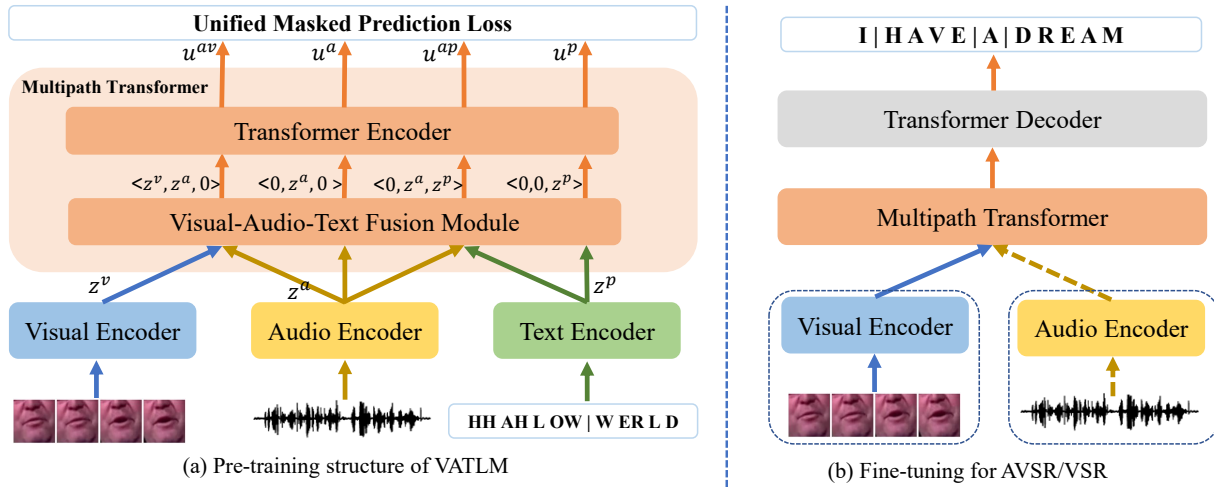 Unified Masked Prediction Loss
u^{av} u^{a} u^{ap} u^{p}
Multipath Transformer
Transformer Encoder
<z^{v}, z^{a}, 0> <0, z^{a}, 0 > <0, z^{a}, z^{p}> <0,0, z^{p}>
Visual-Audio-Text Fusion Module
z^{v} z^{a} z^{p}
Visual Encoder Audio Encoder Text Encoder
HH AH L OW | W ER L D
(a) Pre-training structure of VATLM
I | H A V E | A | D R E A M
Transformer Decoder
Multipath Transformer
Visual Encoder Audio Encoder
(b) Fine-tuning for AVSR/VSR